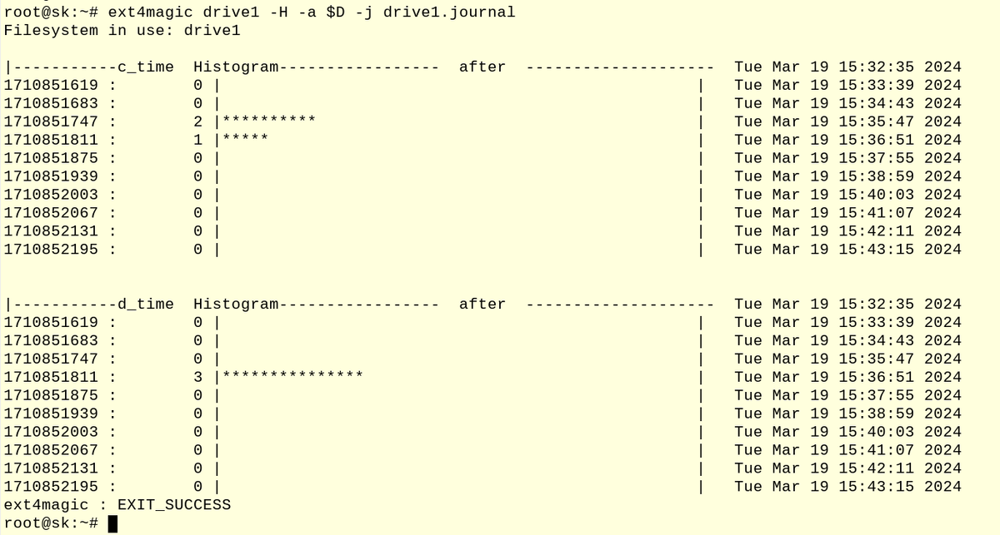 root@sk:~# ext4magic drive1 -H -a $D -j drive1.journal
Filesystem in use: drive1
|-----------c_time  Histogram-----------------  after  --------------------  Tue Mar 19 15:32:35 2024
1710851619 :        0 |                                                  |   Tue Mar 19 15:33:39 2024
1710851683 :        0 |                                                  |   Tue Mar 19 15:34:43 2024
1710851747 :        2 |**********                                        |   Tue Mar 19 15:35:47 2024
1710851811 :        1 |*****                                             |   Tue Mar 19 15:36:51 2024
1710851875 :        0 |                                                  |   Tue Mar 19 15:37:55 2024
1710851939 :        0 |                                                  |   Tue Mar 19 15:38:59 2024
1710852003 :        0 |                                                  |   Tue Mar 19 15:40:03 2024
1710852067 :        0 |                                                  |   Tue Mar 19 15:41:07 2024
1710852131 :        0 |                                                  |   Tue Mar 19 15:42:11 2024
1710852195 :        0 |                                                  |   Tue Mar 19 15:43:15 2024
|-----------d_time  Histogram-----------------  after  --------------------  Tue Mar 19 15:32:35 2024
1710851619 :        0 |                                                  |   Tue Mar 19 15:33:39 2024
1710851683 :        0 |                                                  |   Tue Mar 19 15:34:43 2024
1710851747 :        0 |                                                  |   Tue Mar 19 15:35:47 2024
1710851811 :        3 |***************                                   |   Tue Mar 19 15:36:51 2024
1710851875 :        0 |                                                  |   Tue Mar 19 15:37:55 2024
1710851939 :        0 |                                                  |   Tue Mar 19 15:38:59 2024
1710852003 :        0 |                                                  |   Tue Mar 19 15:40:03 2024
1710852067 :        0 |                                                  |   Tue Mar 19 15:41:07 2024
1710852131 :        0 |                                                  |   Tue Mar 19 15:42:11 2024
1710852195 :        0 |                                                  |   Tue Mar 19 15:43:15 2024
ext4magic : EXIT_SUCCESS
root@sk:~#